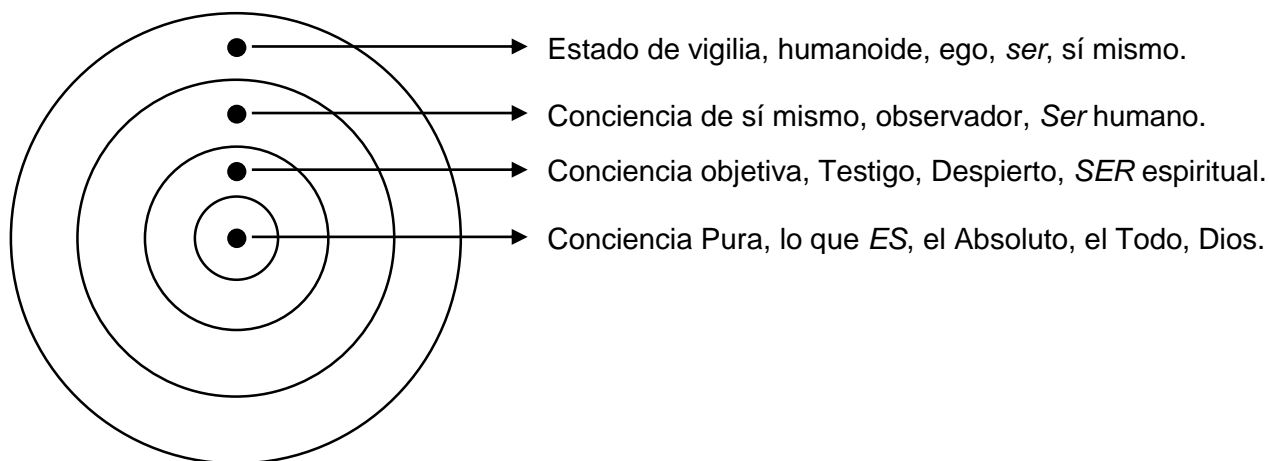 Estado de vigilia, humanoide, ego, ser, sí mismo.
Conciencia de sí mismo, observador, Ser humano.
Conciencia objetiva, Testigo, Despierto, SER espiritual.
Conciencia Pura, lo que ES, el Absoluto, el Todo, Dios.